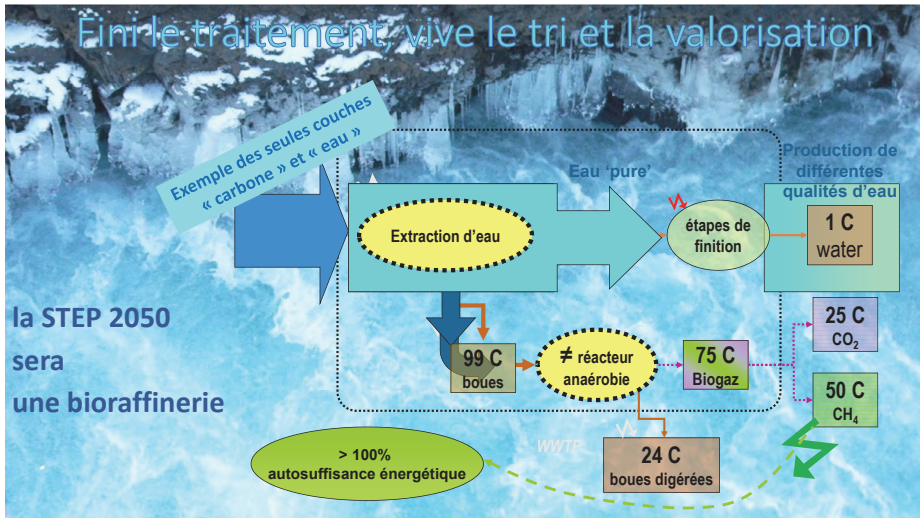 Fini le traitement, vive le tri et la valorisation
Exemple des seules couches
« carbone » et « eau »
Eau ‘pure’
Production de
différentes
qualités d’eau
Extraction d’eau
étapes de
finition
1 C
water
la STEP 2050
sera
une bioraffinerie
99 C
boues
≠ réacteur
anaérobie
75 C
Biogaz
25 C
CO₂
50 C
CH₄
WWTP
24 C
boues digérées
> 100%
autosuffisance énergétique